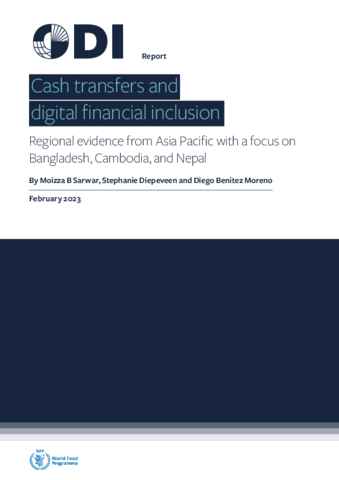 ODI
Report
Cash transfers and
digital financial inclusion
Regional evidence from Asia Pacific with a focus on
Bangladesh, Cambodia, and Nepal
By Moizza B Sarwar, Stephanie Diepeveen and Diego Benitez Moreno
February 2023
WFP
World Food
Programme